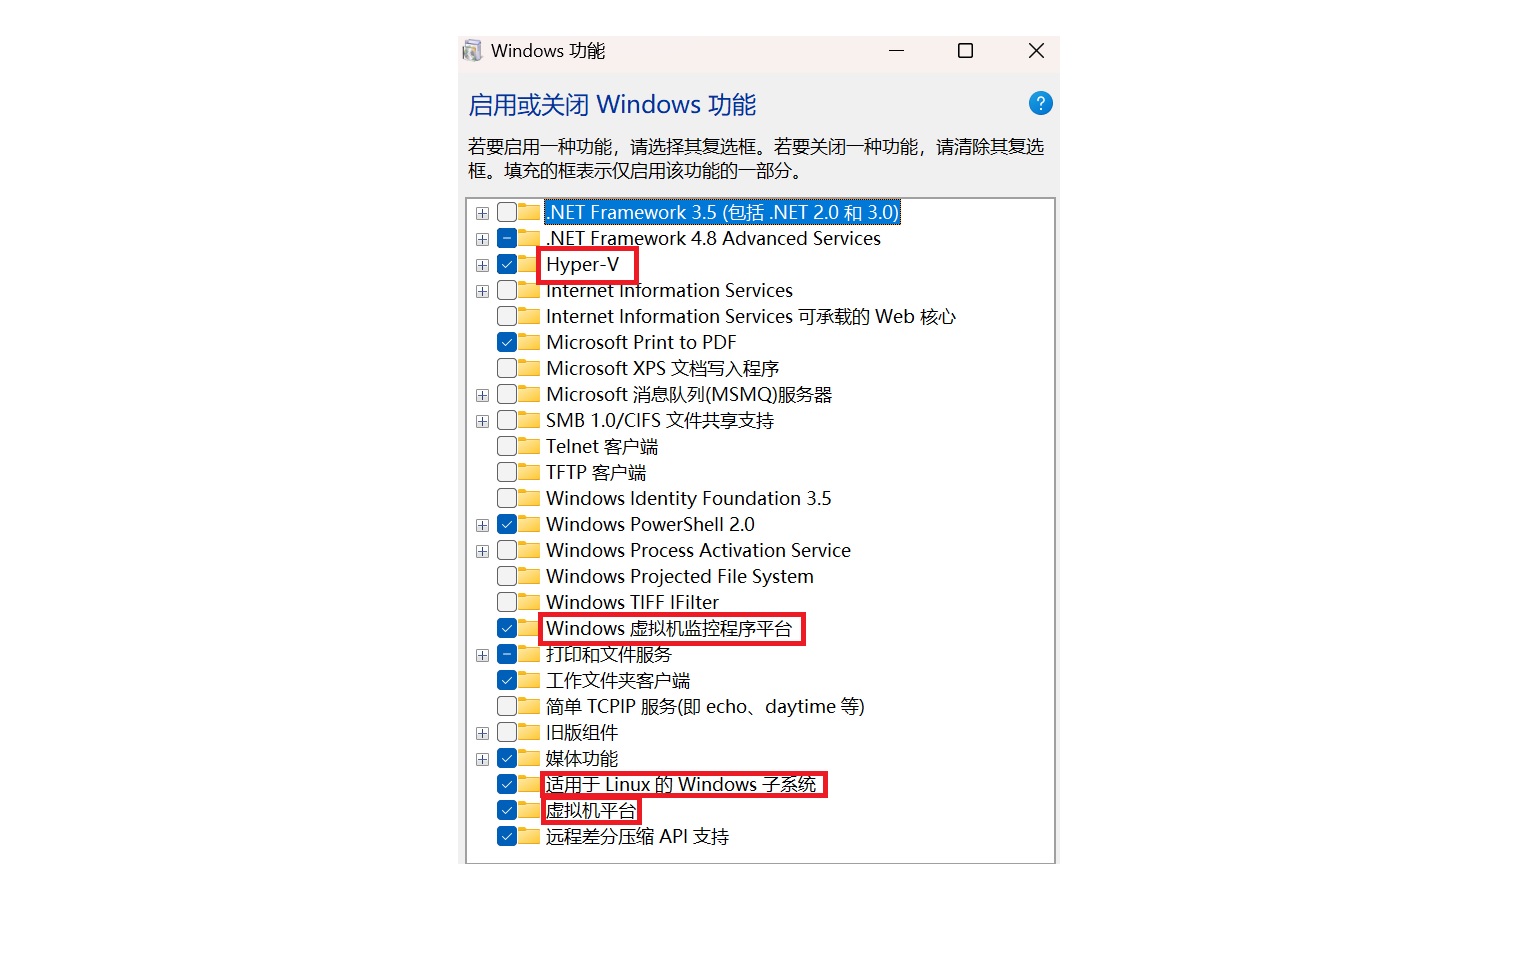 Windows 功能
启用或关闭 Windows 功能
?
若要启用一种功能，请选择其复选框。若要关闭一种功能，请清除其复选
框。填充的框表示仅启用该功能的一部分。
.NET Framework 3.5 (包括 .NET 2.0 和 3.0)
.NET Framework 4.8 Advanced Services
Hyper-V
Internet Information Services
Internet Information Services 可承载的 Web 核心
Microsoft Print to PDF
Microsoft XPS 文档写入程序
Microsoft 消息队列(MSMQ)服务器
SMB 1.0/CIFS 文件共享支持
Telnet 客户端
TFTP 客户端
Windows Identity Foundation 3.5
Windows PowerShell 2.0
Windows Process Activation Service
Windows Projected File System
Windows TIFF IFilter
Windows 虚拟机监控程序平台
打印和文件服务
工作文件夹客户端
简单 TCPIP 服务(即 echo、daytime 等)
旧版组件
媒体功能
适用于 Linux 的 Windows 子系统
虚拟机平台
远程差分压缩 API 支持